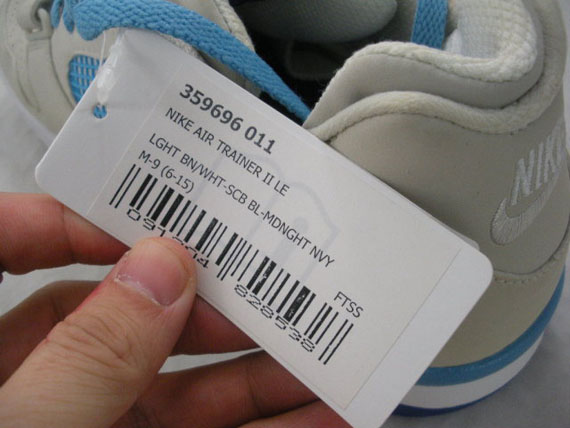 359696 011
NIKE AIR TRAINER II LE
LGHT BN/WHT-SCB BL-MDNGHT NVY
M-9 (6-15)
FTSS
828538
NIKE